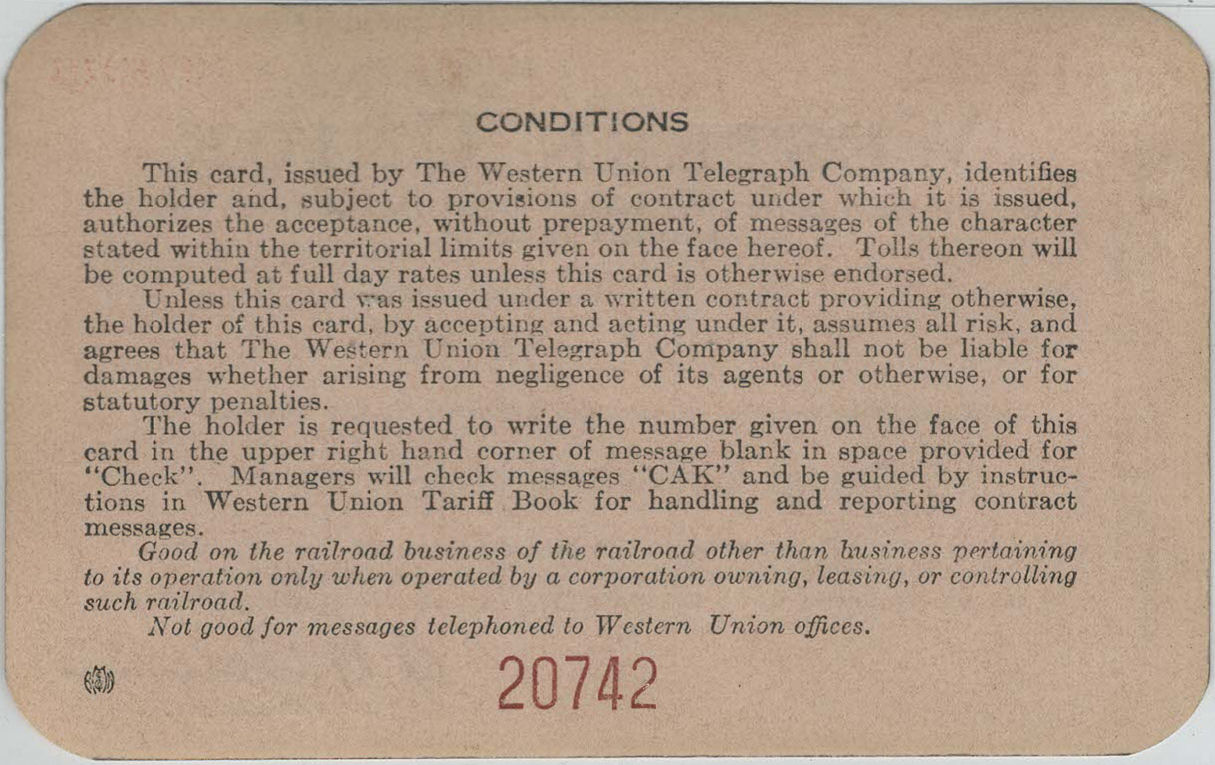 CONDITIONS
This card, issued by The Western Union Telegraph Company, identifies
the holder and, subject to provisions of contract under which it is issued,
authorizes the acceptance, without prepayment, of messages of the character
stated within the territorial limits given on the face hereof. Tolls thereon will
be computed at full day rates unless this card is otherwise endorsed.
Unless this card was issued under a written contract providing otherwise,
the holder of this card, by accepting and acting under it, assumes all risk, and
agrees that The Western Union Telegraph Company shall not be liable for
damages whether arising from negligence of its agents or otherwise, or for
statutory penalties.
The holder is requested to write the number given on the face of this
card in the upper right hand corner of message blank in space provided for
“Check”. Managers will check messages “CAK” and be guided by instruc-
tions in Western Union Tariff Book for handling and reporting contract
messages.
Good on the railroad business of the railroad other than business pertaining
to its operation only when operated by a corporation owning, leasing, or controlling
such railroad.
Not good for messages telephoned to Western Union offices.
20742